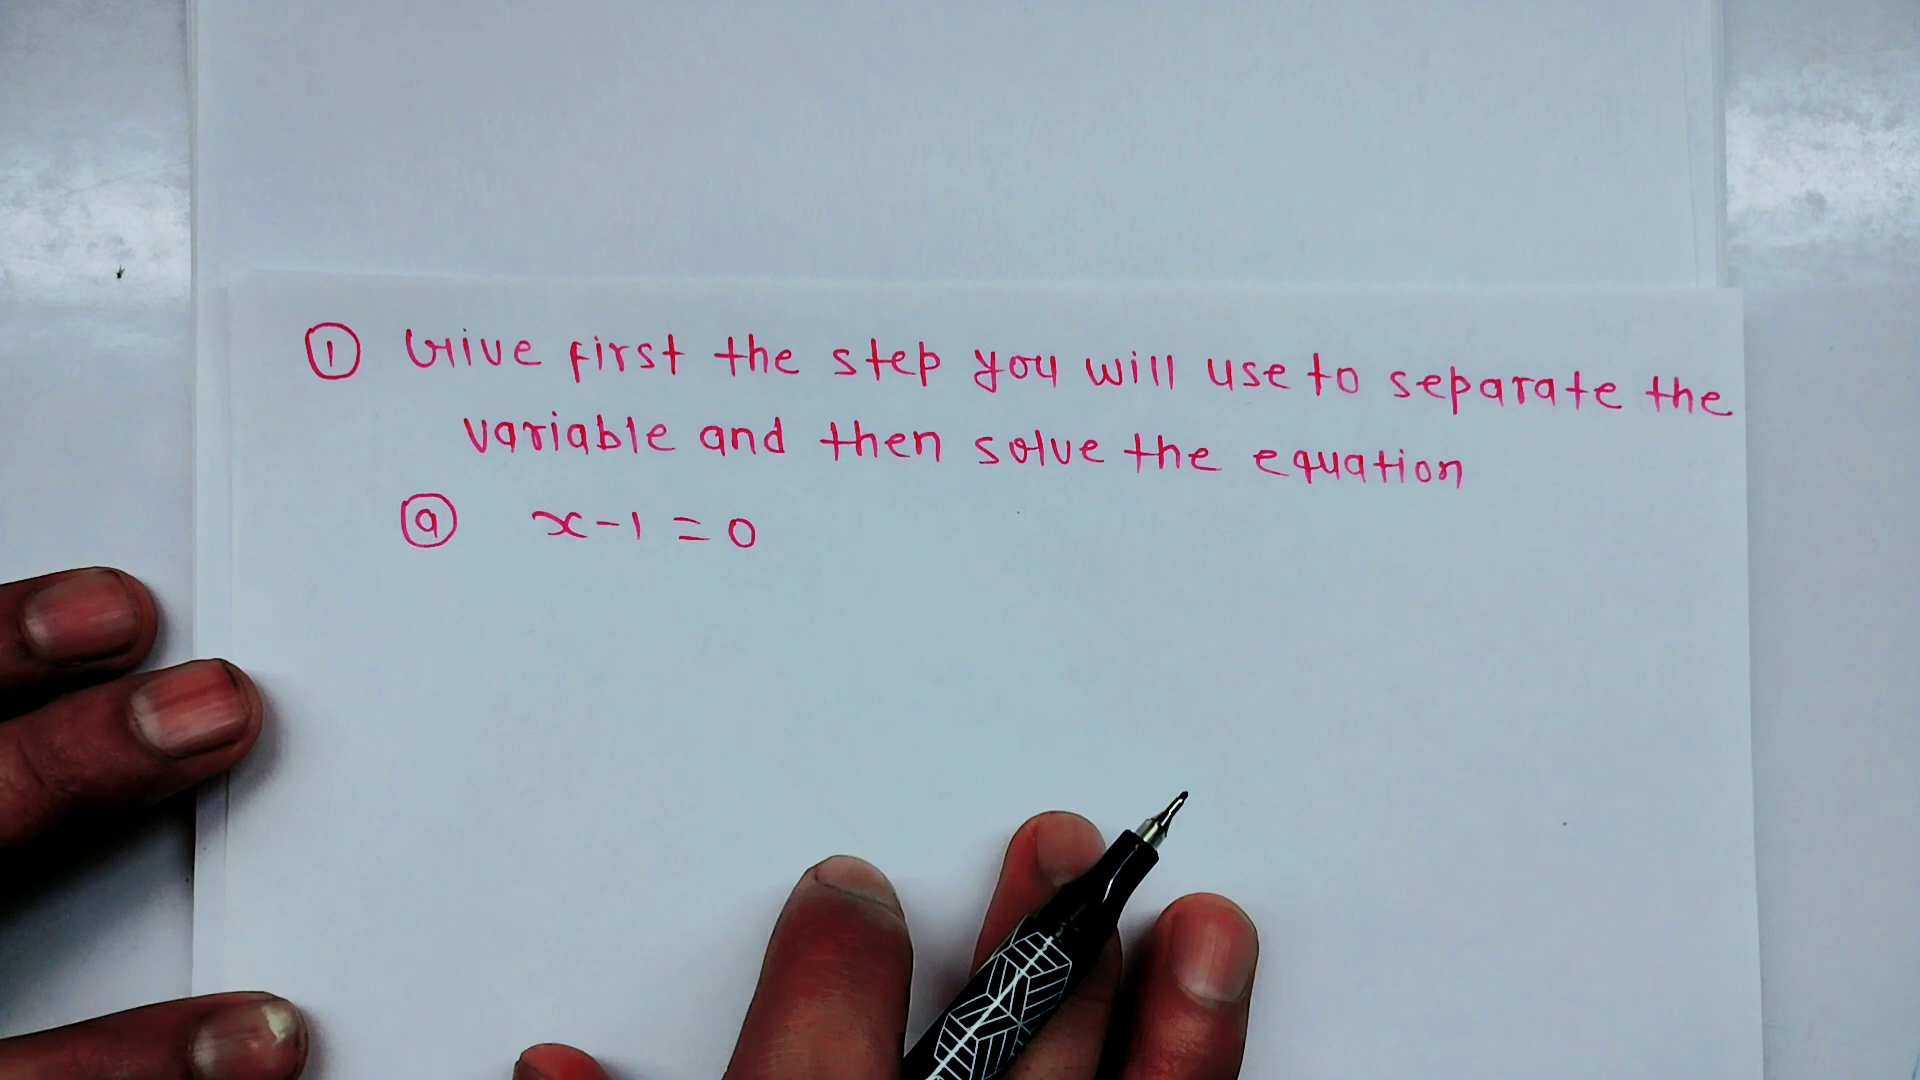 ① Give first the step you will use to separate the
variable and then solve the equation
ⓐ x-1=0